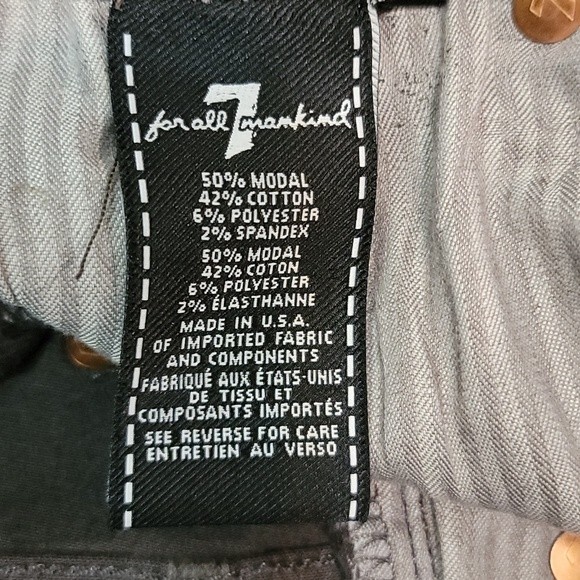 for all 7 mankind
50% MODAL
42% COTTON
6% POLYESTER
2% SPANDEX
50% MODAL
42% COTON
6% POLYESTER
2% ÉLASTHANNE
MADE IN U.S.A.
OF IMPORTED FABRIC
AND COMPONENTS
FABRIQUÉ AUX ÉTATS-UNIS
DE TISSU ET
COMPOSANTS IMPORTÉS
SEE REVERSE FOR CARE
ENTRETIEN AU VERSO